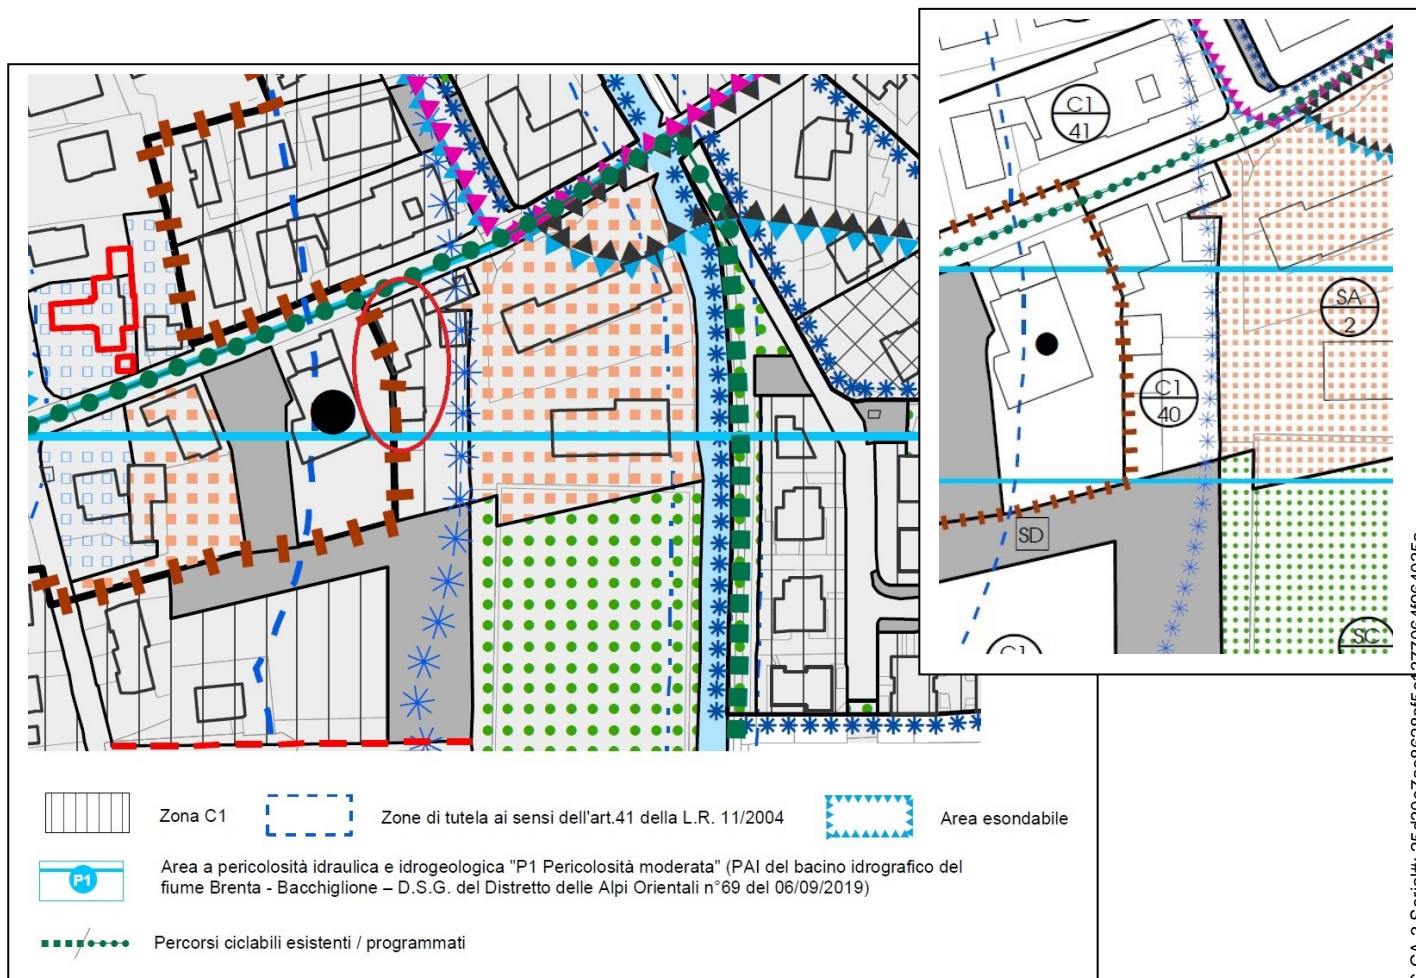 C1
41
SA
2
C1
40
SD
C1
SC
Zona C1
Zone di tutela ai sensi dell'art.41 della L.R. 11/2004
Area esondabile
P1
Area a pericolosità idraulica e idrogeologica "P1 Pericolosità moderata" (PAI del bacino idrografico del
fiume Brenta - Bacchiglione – D.S.G. del Distretto delle Alpi Orientali n°69 del 06/09/2019)
Percorsi ciclabili esistenti / programmati